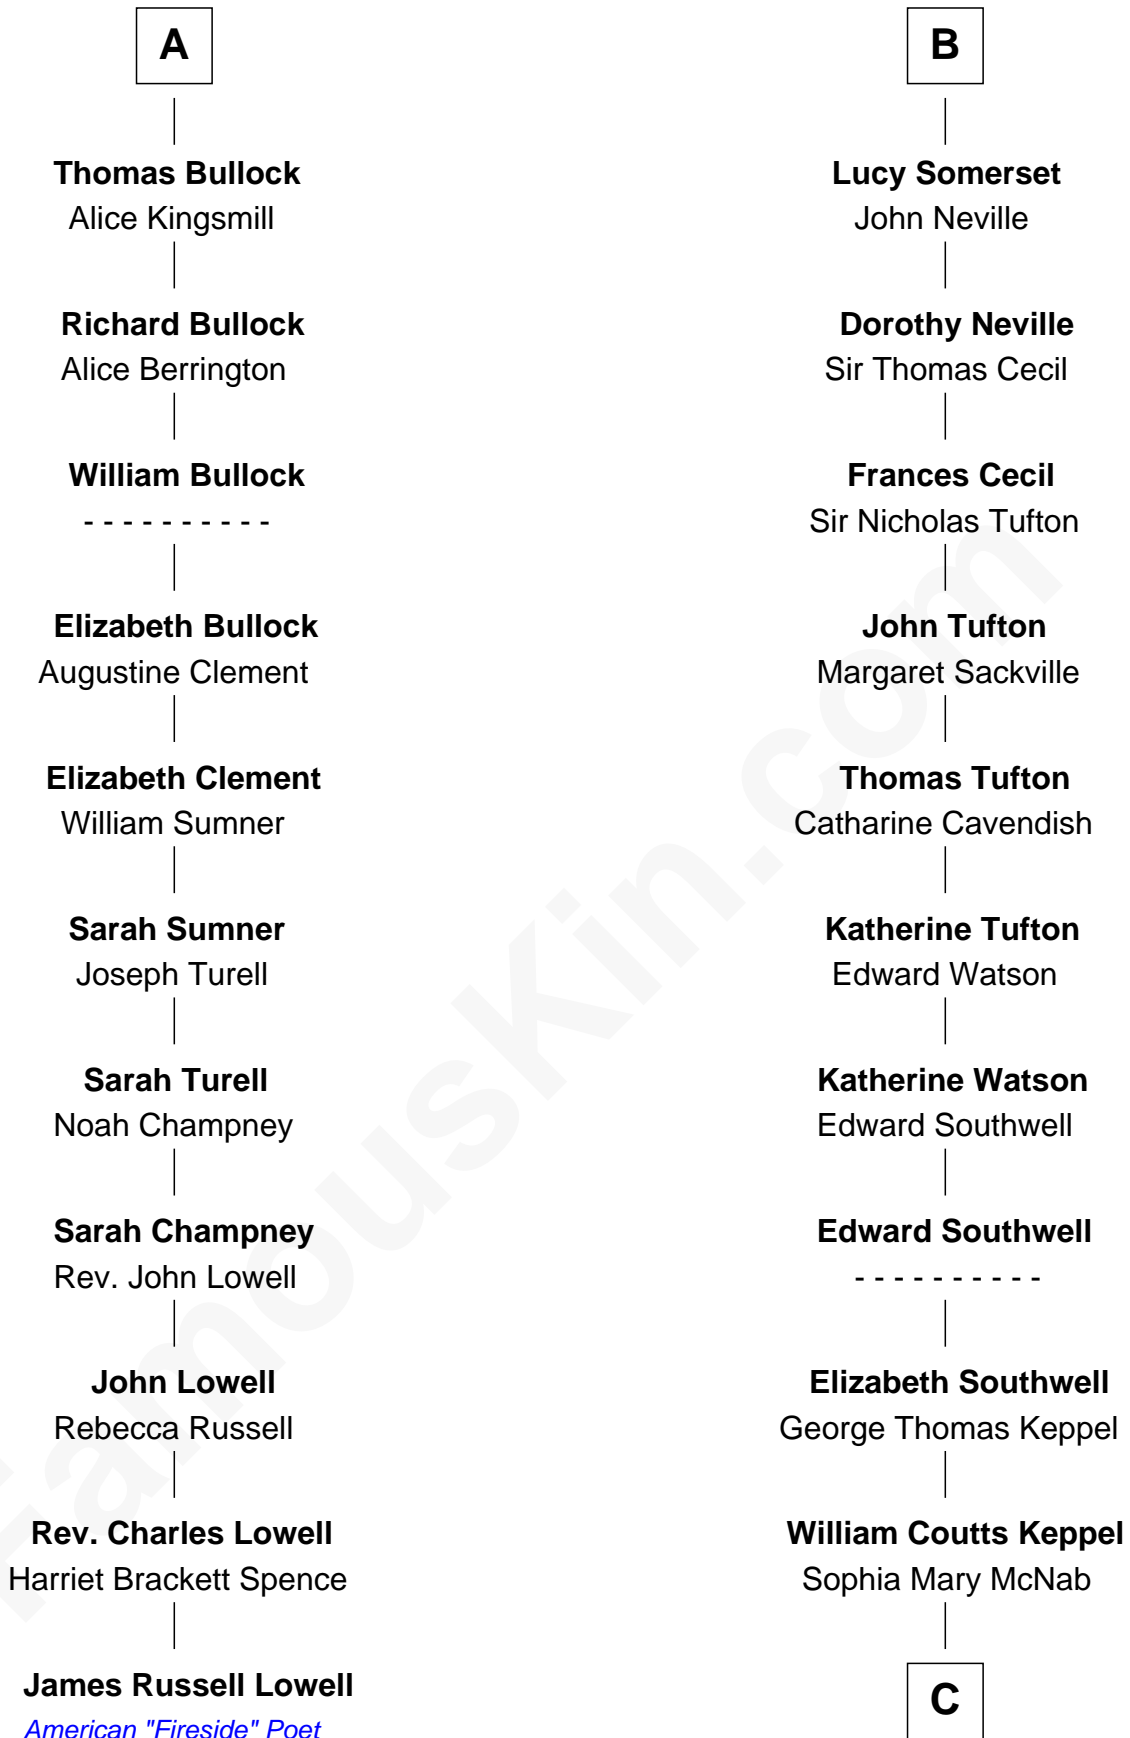 A
Thomas Bullock
Alice Kingsmill
Richard Bullock
Alice Berrington
William Bullock
- - - - - - - - - -
Elizabeth Bullock
Augustine Clement
Elizabeth Clement
William Sumner
Sarah Sumner
Joseph Turell
Sarah Turell
Noah Champney
Sarah Champney
Rev. John Lowell
John Lowell
Rebecca Russell
Rev. Charles Lowell
Harriet Brackett Spence
James Russell Lowell
American "Fireside" Poet
B
Lucy Somerset
John Neville
Dorothy Neville
Sir Thomas Cecil
Frances Cecil
Sir Nicholas Tufton
John Tufton
Margaret Sackville
Thomas Tufton
Catharine Cavendish
Katherine Tufton
Edward Watson
Katherine Watson
Edward Southwell
Edward Southwell
- - - - - - - - - -
Elizabeth Southwell
George Thomas Keppel
William Coutts Keppel
Sophia Mary McNab
C
FamousKin.com